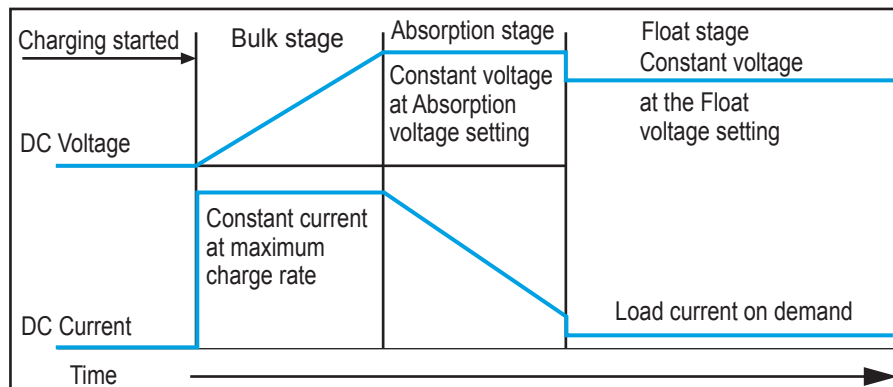 Charging started
Bulk stage
Absorption stage
Float stage
Constant voltage
at the Float
voltage setting
Constant voltage
at Absorption
voltage setting
DC Voltage
Constant current
at maximum
charge rate
DC Current
Load current on demand
Time